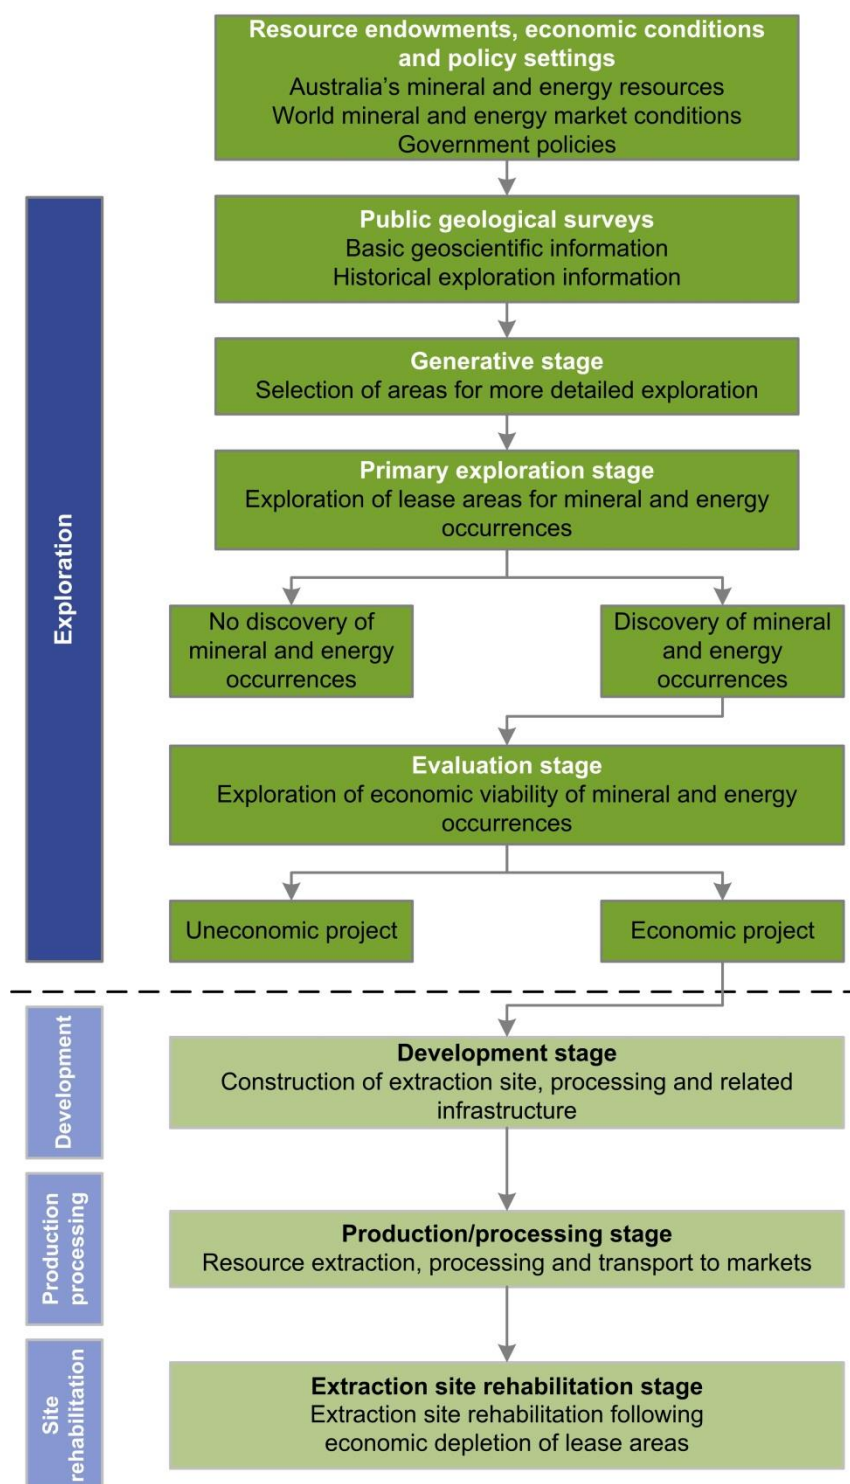 Resource endowments, economic conditions
and policy settings
Australia's mineral and energy resources
World mineral and energy market conditions
Government policies
Exploration
Public geological surveys
Basic geoscientific information
Historical exploration information
Generative stage
Selection of areas for more detailed exploration
Primary exploration stage
Exploration of lease areas for mineral and energy
occurrences
No discovery of
mineral and energy
occurrences
Discovery of mineral
and energy
occurrences
Evaluation stage
Exploration of economic viability of mineral and energy
occurrences
Uneconomic project
Economic project
Development
Development stage
Construction of extraction site, processing and related
infrastructure
Production
processing
Production/processing stage
Resource extraction, processing and transport to markets
Site
rehabilitation
Extraction site rehabilitation stage
Extraction site rehabilitation following
economic depletion of lease areas